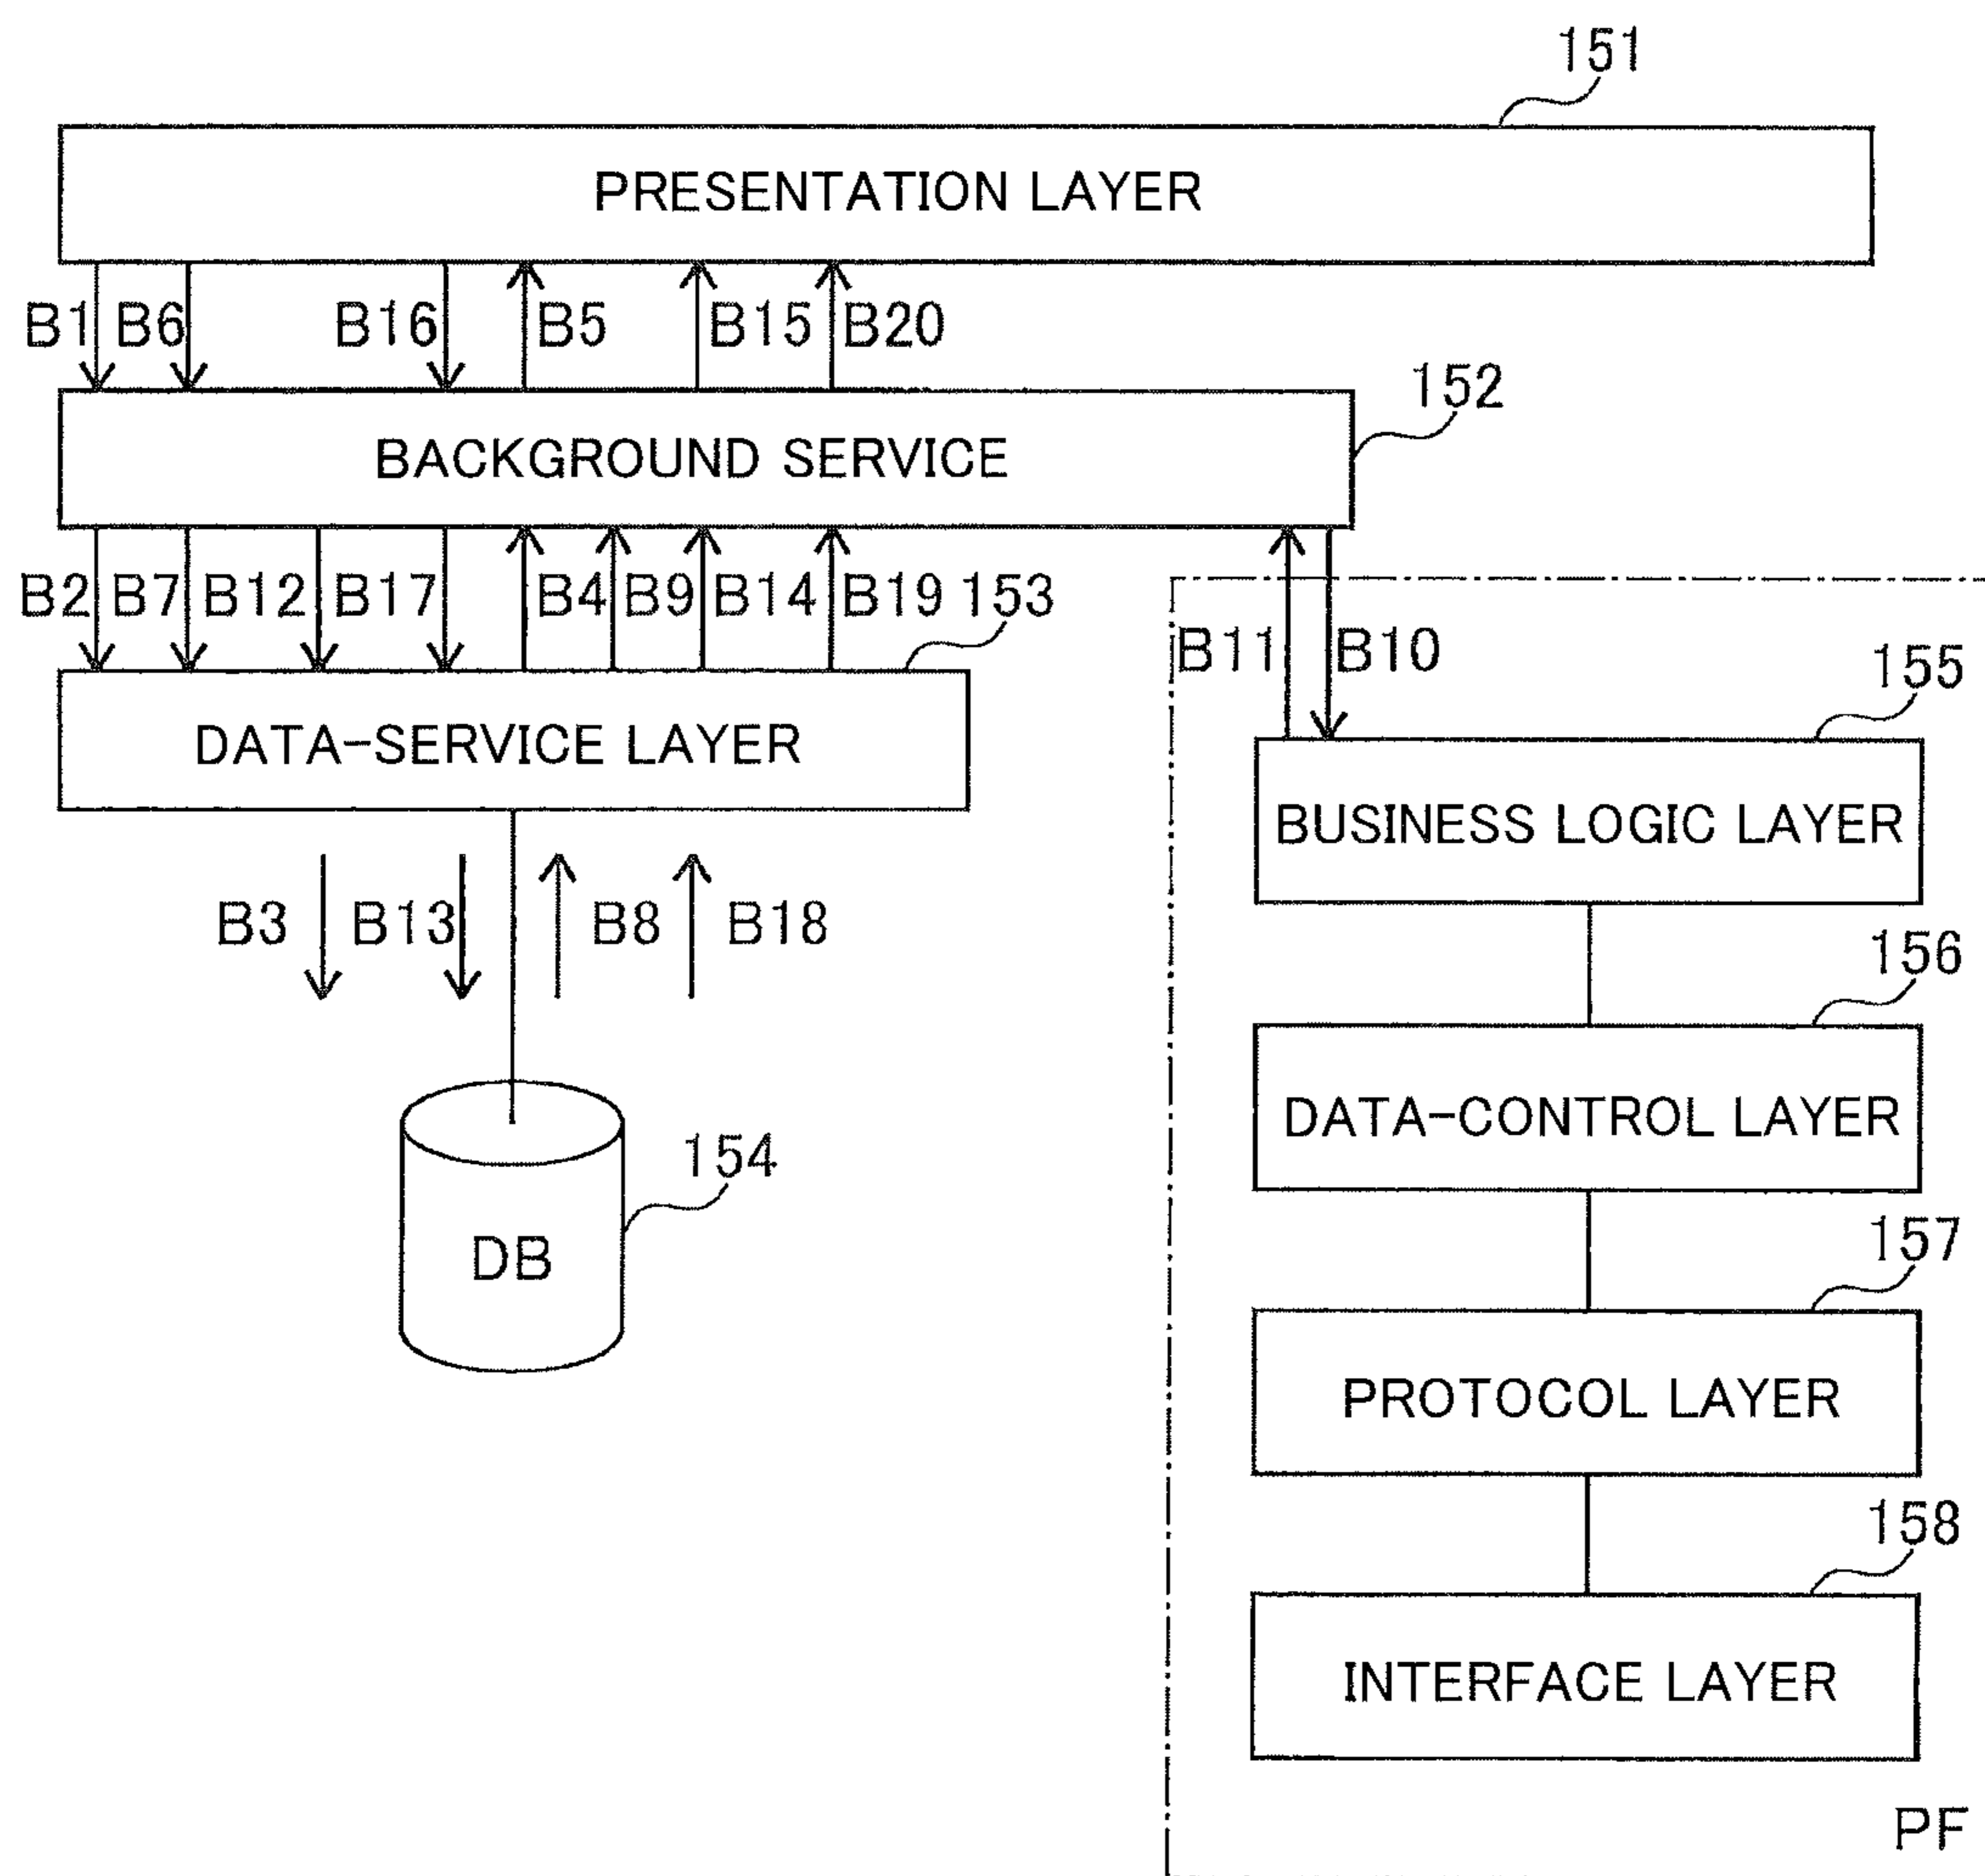 151
PRESENTATION LAYER
B1 B6 B16 B5 B15 B20
152
BACKGROUND SERVICE
B2 B7 B12 B17 B4 B9 B14 B19 153
B11 B10
155
DATA-SERVICE LAYER
BUSINESS LOGIC LAYER
B3 B13 B8 B18
156
DATA-CONTROL LAYER
154
DB
157
PROTOCOL LAYER
158
INTERFACE LAYER
PF